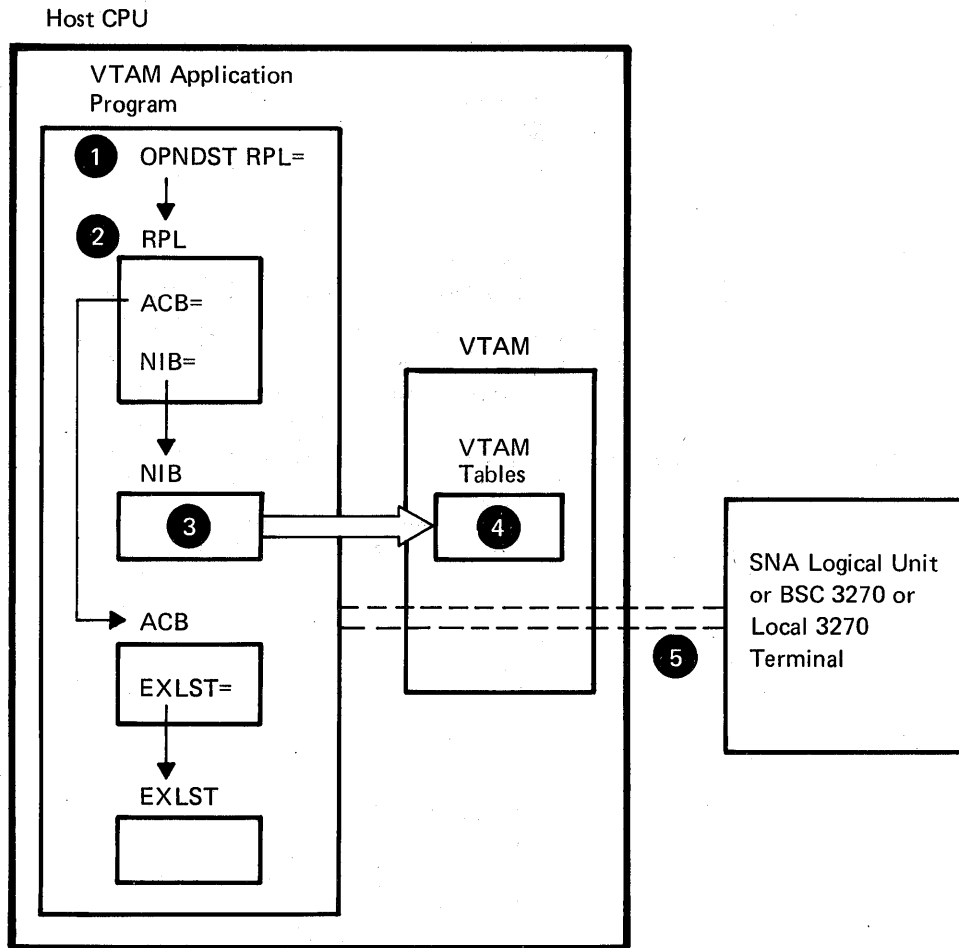 Host CPU
VTAM Application
Program
1 OPNDST RPL=
2 RPL
ACB=
NIB=
NIB
3
ACB
EXLST=
EXLST
VTAM
VTAM
Tables
4
5
SNA Logical Unit
or BSC 3270 or
Local 3270
Terminal